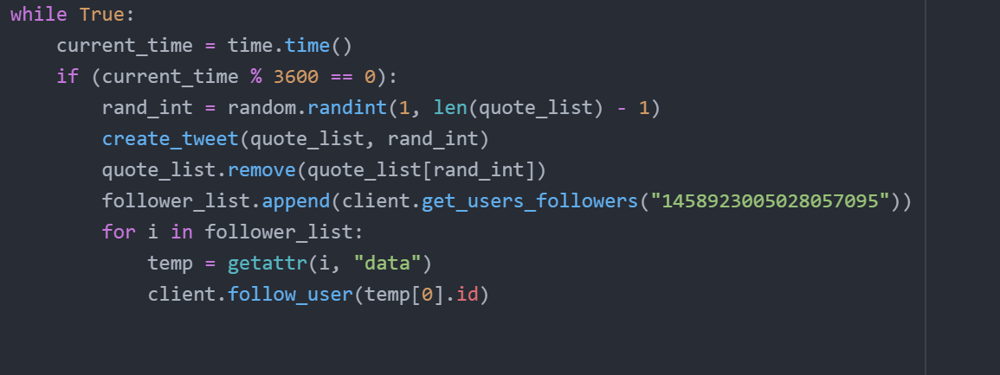 while True:
    current_time = time.time()
    if (current_time % 3600 == 0):
        rand_int = random.randint(1, len(quote_list) - 1)
        create_tweet(quote_list, rand_int)
        quote_list.remove(quote_list[rand_int])
        follower_list.append(client.get_users_followers("1458923005028057095"))
        for i in follower_list:
            temp = getattr(i, "data")
            client.follow_user(temp[0].id)